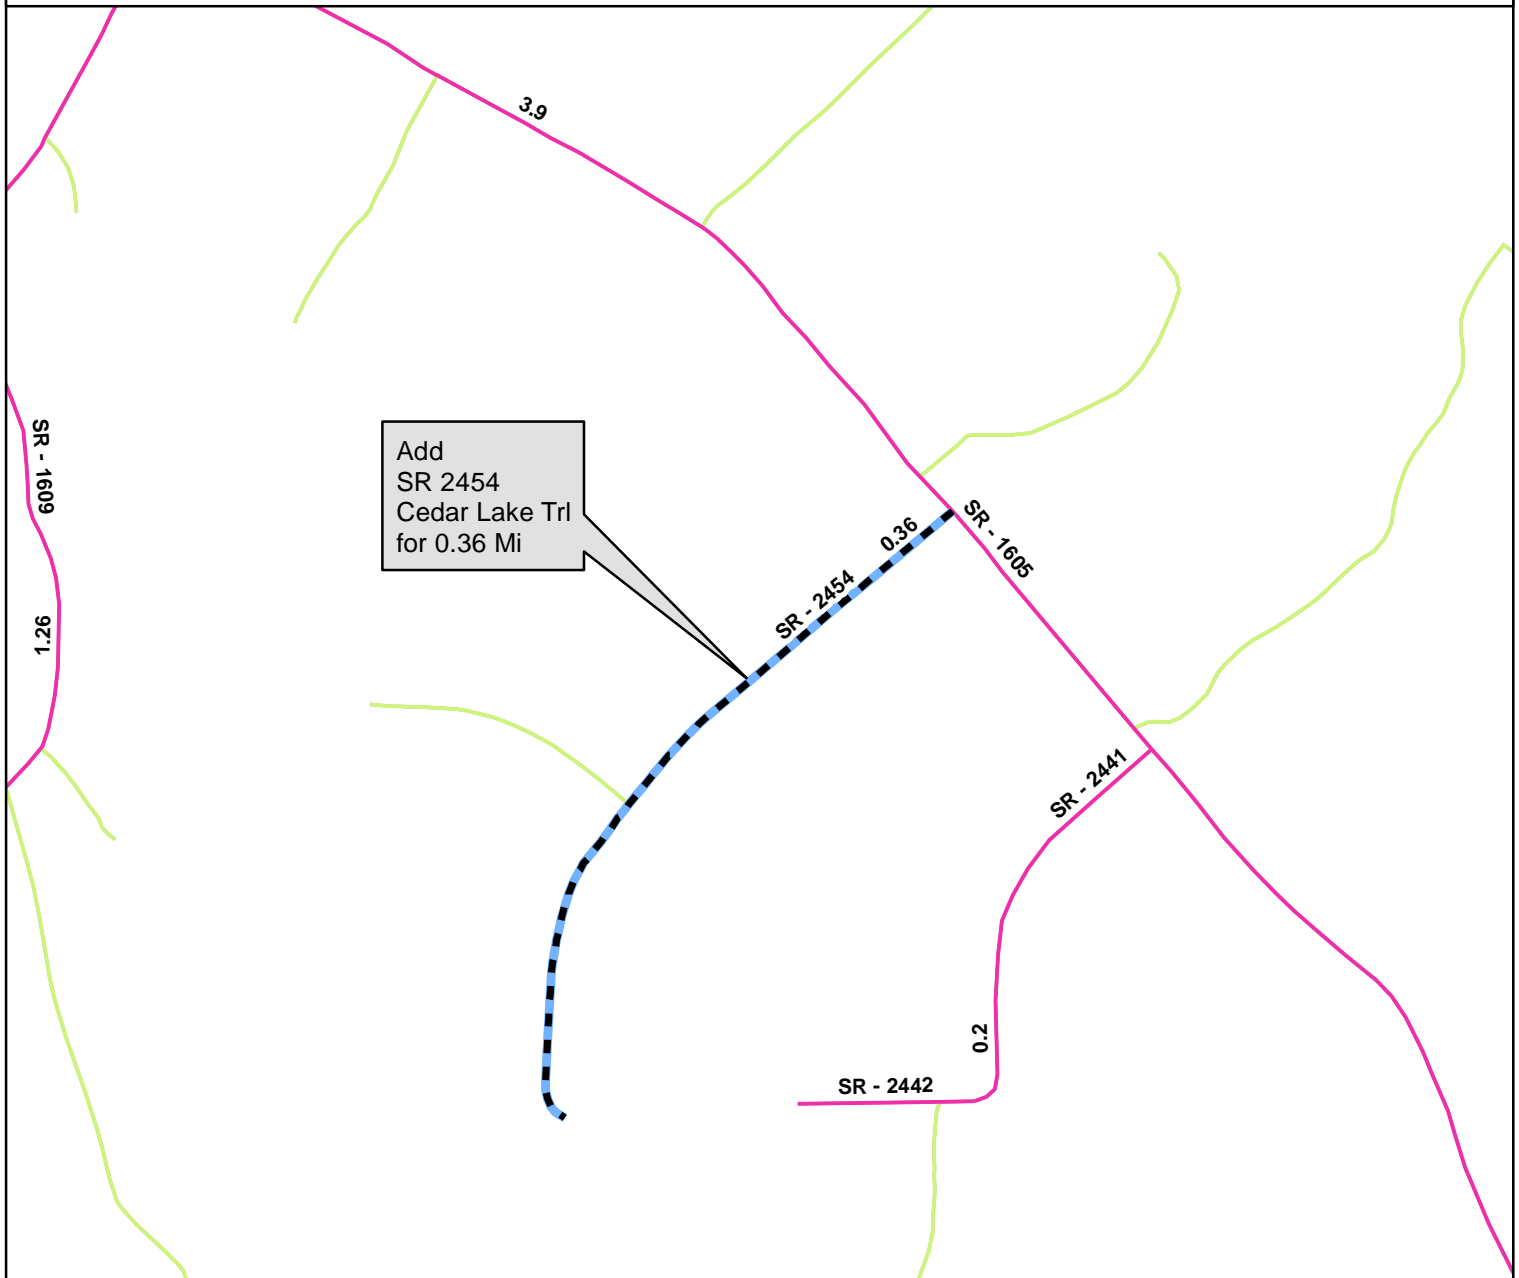 3.9
SR - 1609
Add
SR 2454
Cedar Lake Trl
for 0.36 Mi
0.36
SR - 1605
SR - 2454
1.26
SR - 2441
0.2
SR - 2442